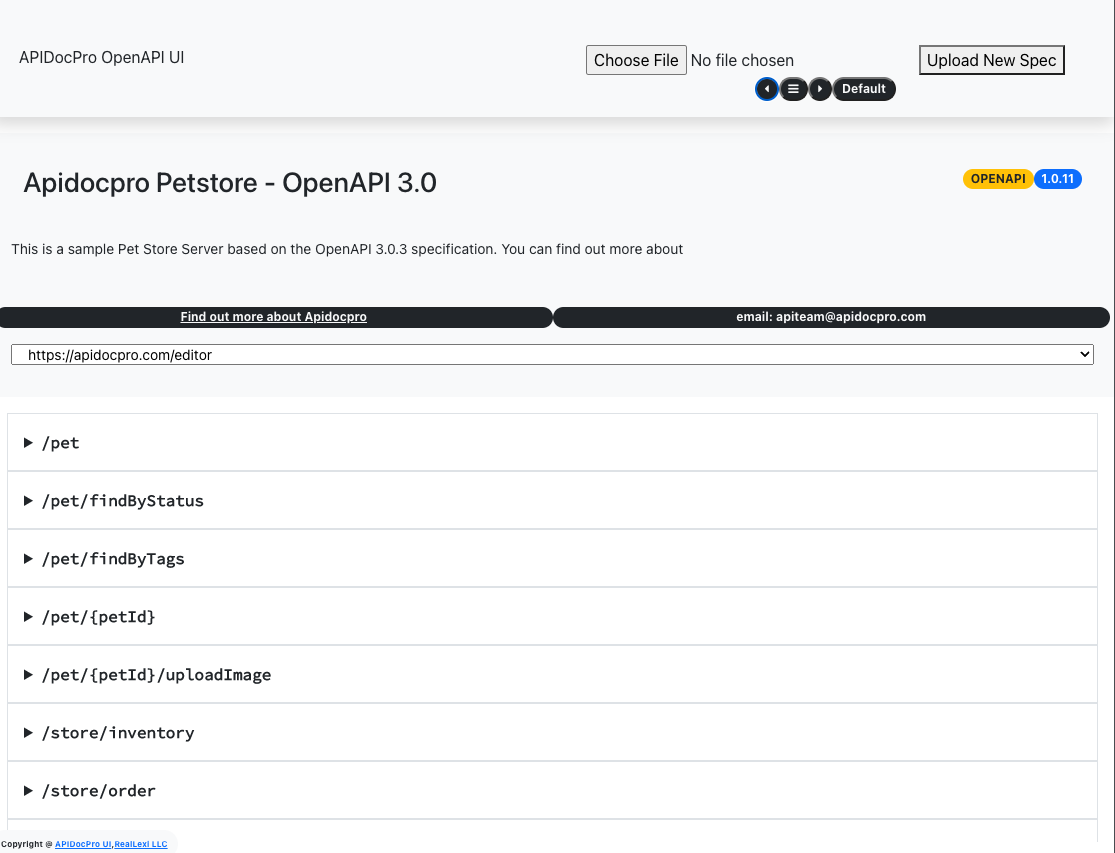 APIDocPro OpenAPI UI
Choose File No file chosen
Upload New Spec
Default
Apidocpro Petstore - OpenAPI 3.0
OPENAPI 1.0.11
This is a sample Pet Store Server based on the OpenAPI 3.0.3 specification. You can find out more about
Find out more about Apidocpro
email: apiteam@apidocpro.com
https://apidocpro.com/editor
/pet
/pet/findByStatus
/pet/findByTags
/pet/{petId}
/pet/{petId}/uploadImage
/store/inventory
/store/order
Copyright @ APIDocPro UI,RealLexi LLC